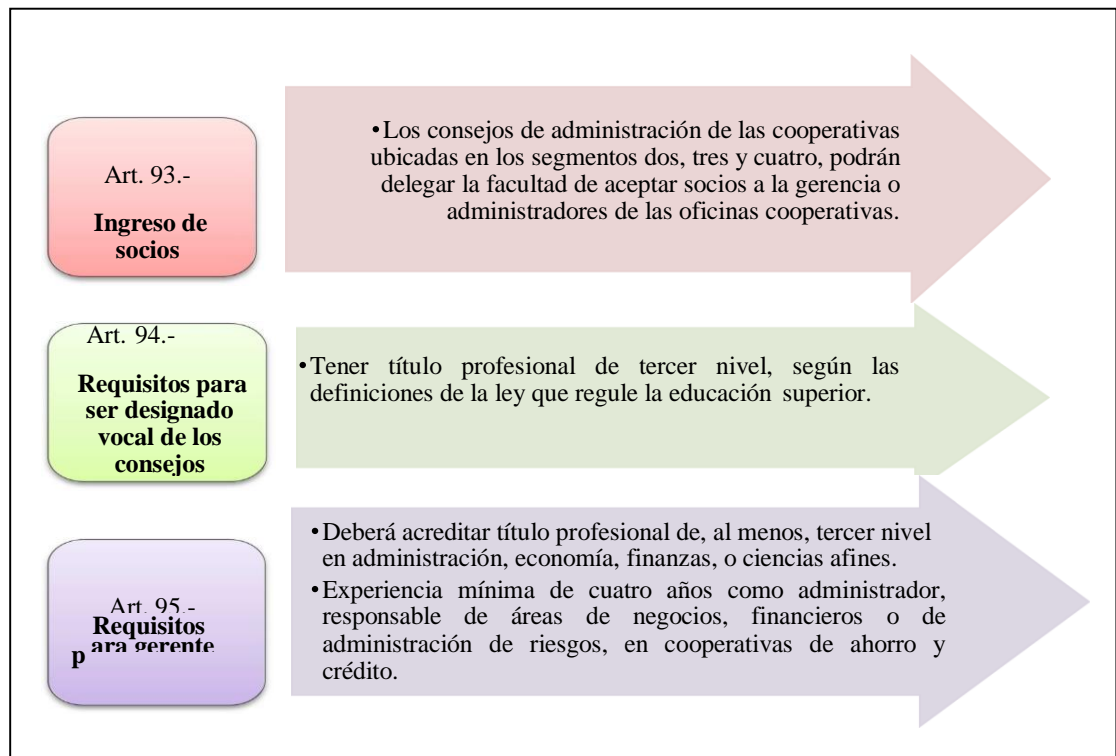 Art. 93.-
Ingreso de
socios
•Los consejos de administración de las cooperativas
ubicadas en los segmentos dos, tres y cuatro, podrán
delegar la facultad de aceptar socios a la gerencia o
administradores de las oficinas cooperativas.
Art. 94.-
Requisitos para
ser designado
vocal de los
consejos
•Tener título profesional de tercer nivel, según las
definiciones de la ley que regule la educación superior.
Art. 95.-
Requisitos
para gerente
•Deberá acreditar título profesional de, al menos, tercer nivel
en administración, economía, finanzas, o ciencias afines.
•Experiencia mínima de cuatro años como administrador,
responsable de áreas de negocios, financieros o de
administración de riesgos, en cooperativas de ahorro y
crédito.